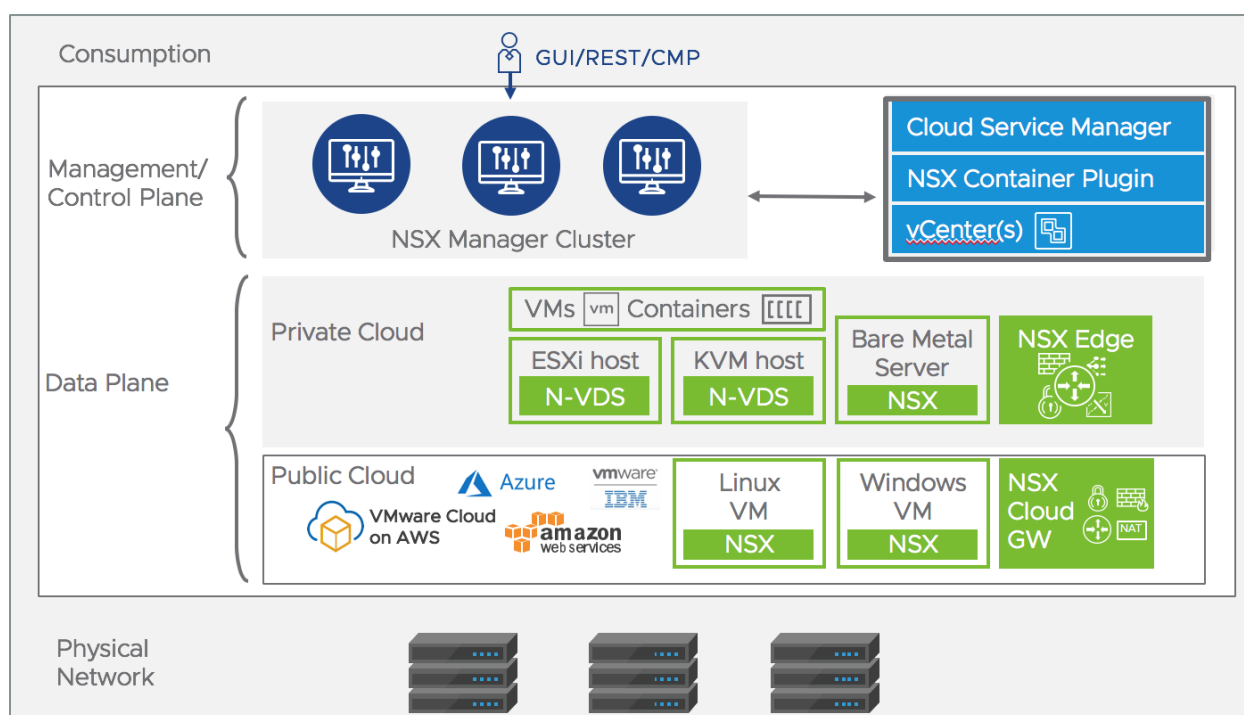 Consumption
GUI/REST/CMP
Management/
Control Plane
NSX Manager Cluster
Cloud Service Manager
NSX Container Plugin
vCenter(s)
Data Plane
Private Cloud
VMs vm Containers
ESXi host
N-VDS
KVM host
N-VDS
Bare Metal
Server
NSX
NSX Edge
Public Cloud
Azure
vmware
IBM
VMware Cloud
on AWS
amazon
web services
Linux
VM
NSX
Windows
VM
NSX
NSX
Cloud
GW
NAT
Physical
Network